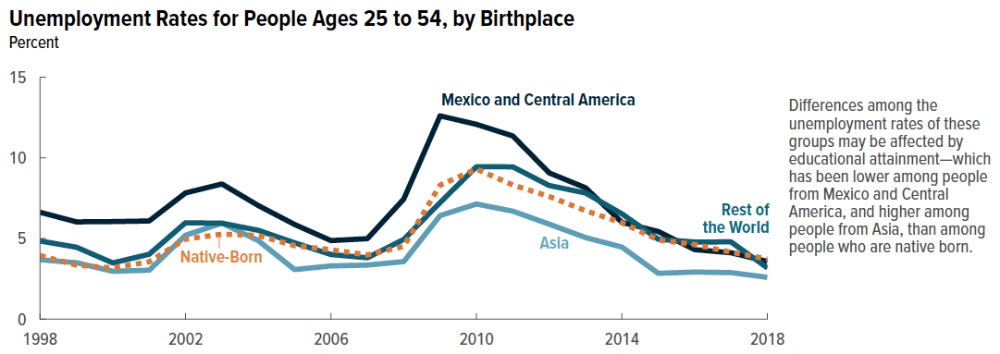 Unemployment Rates for People Ages 25 to 54, by Birthplace
Percent
15
10
5
0
1998
2002
2006
2010
2014
2018
Mexico and Central America
Native-Born
Asia
Rest of
the World
Differences among the
unemployment rates of these
groups may be affected by
educational attainment—which
has been lower among people
from Mexico and Central
America, and higher among
people from Asia, than among
people who are native born.